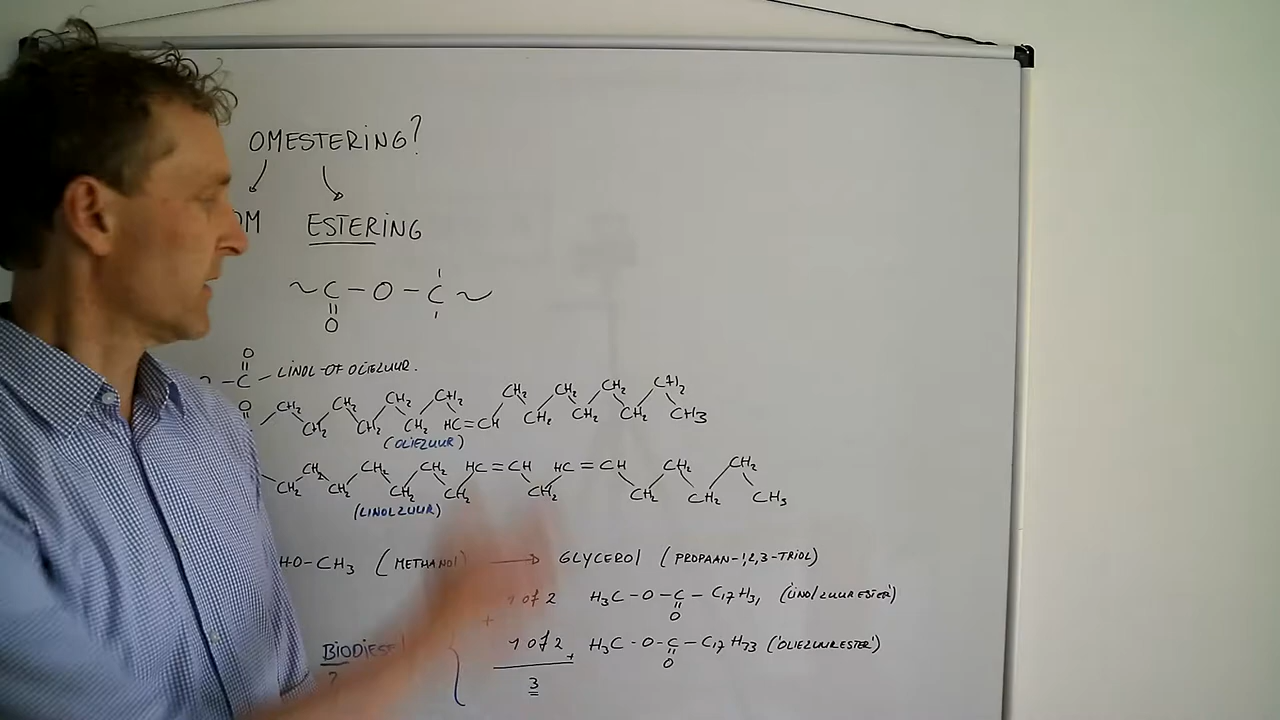 OMESTERING?
OM ESTERING
~ C – O – C ~
O
O
– C – LINOL-OF OLIEZUUR.
O CH2 CH2 CH2 CH2 CH2 CH2 CH2 CH2
CH2 CH2 CH2 HC=CH CH2 CH2 CH2 CH3
(OLIEZUUR)
CH2 CH2 CH2 HC=CH HC=CH CH2 CH2
CH2 CH2 CH2 CH2 CH2 CH2 CH2 CH3
(LINOLZUUR)
HO-CH3 (METHANOL) → GLYCEROL (PROPAAN-1,2,3-TRIOL)
1 of 2 H3C – O – C – C17H31 (LINOLZUURESTER)
+ O
BIODIESEL { 1 of 2 + H3C - O - C – C17H33 (OLIEZUURESTER)
O
? 3